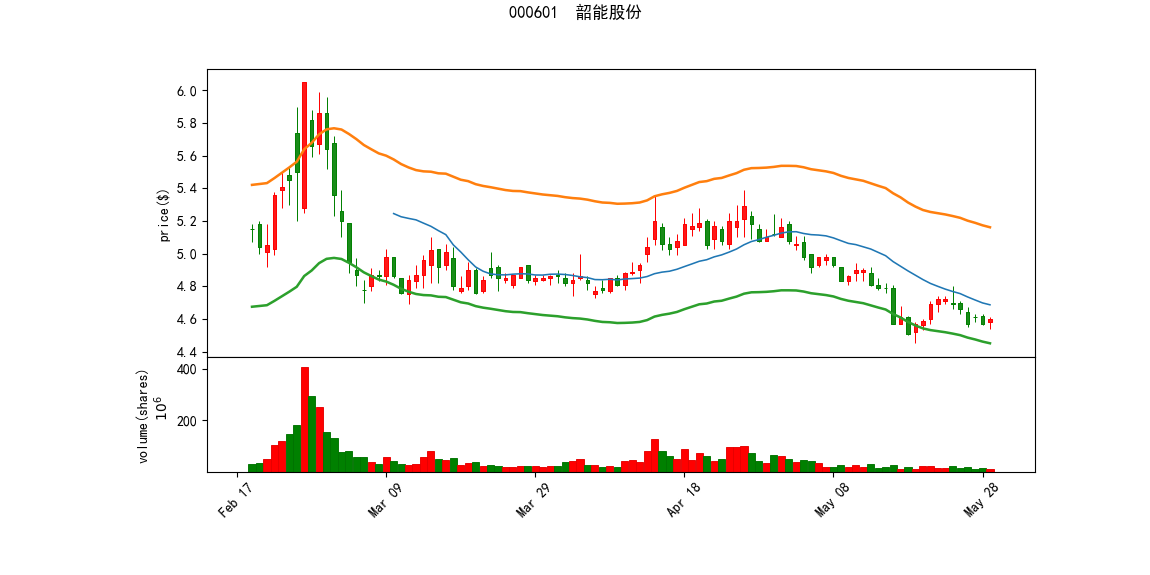 000601 韶能股份
price($)
6.0
5.8
5.6
5.4
5.2
5.0
4.8
4.6
4.4
volume(shares)
10^6
400
200
Feb 17
Mar 09
Mar 29
Apr 18
May 08
May 28